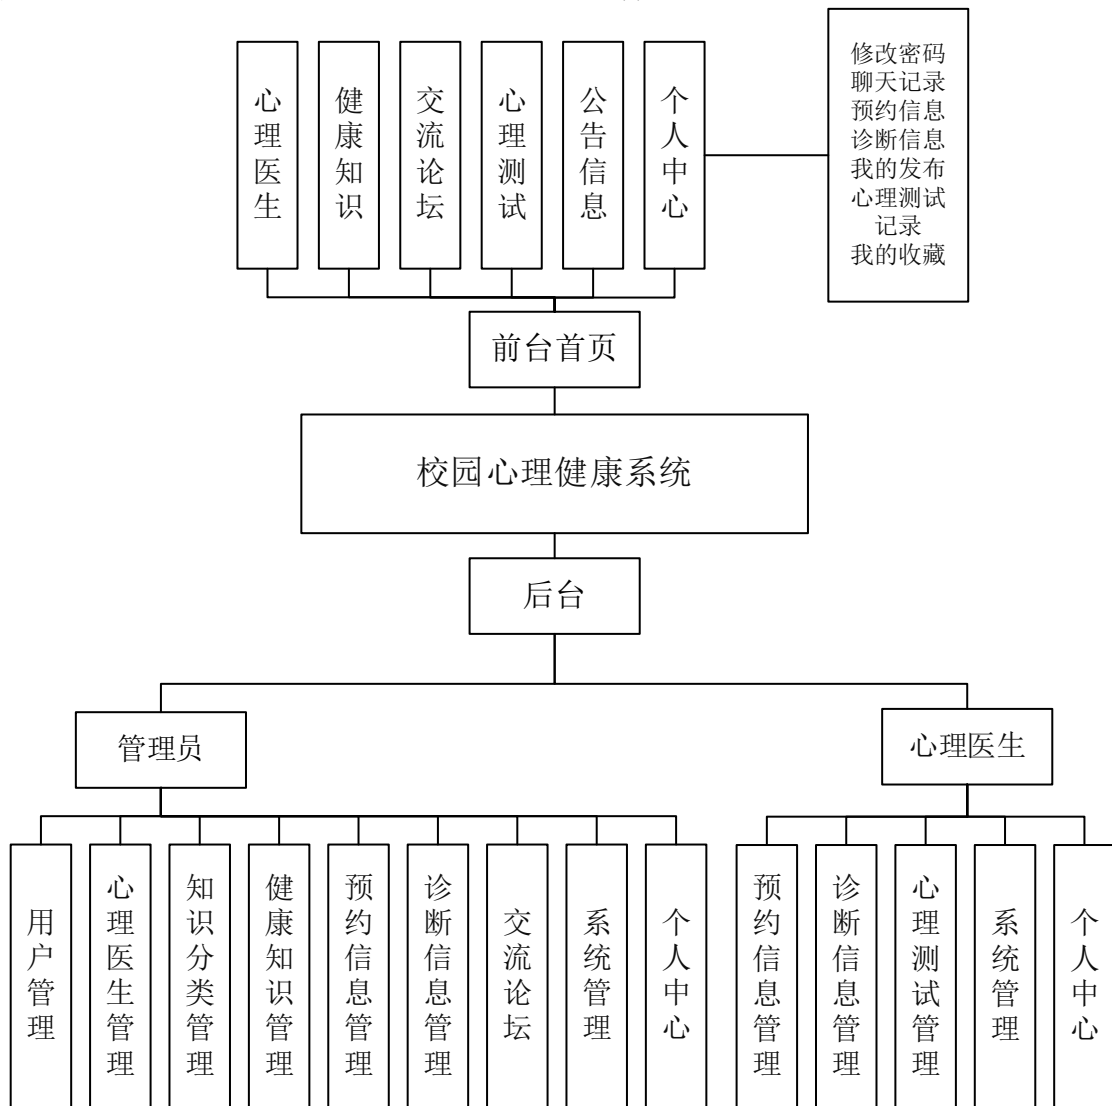 心理医生
健康知识
交流论坛
心理测试
公告信息
个人中心
修改密码
聊天记录
预约信息
诊断信息
我的发布
心理测试
记录
我的收藏
前台首页
校园心理健康系统
后台
管理员
心理医生
用户管理
心理医生管理
知识分类管理
健康知识管理
预约信息管理
诊断信息管理
交流论坛
系统管理
个人中心
预约信息管理
诊断信息管理
心理测试管理
系统管理
个人中心